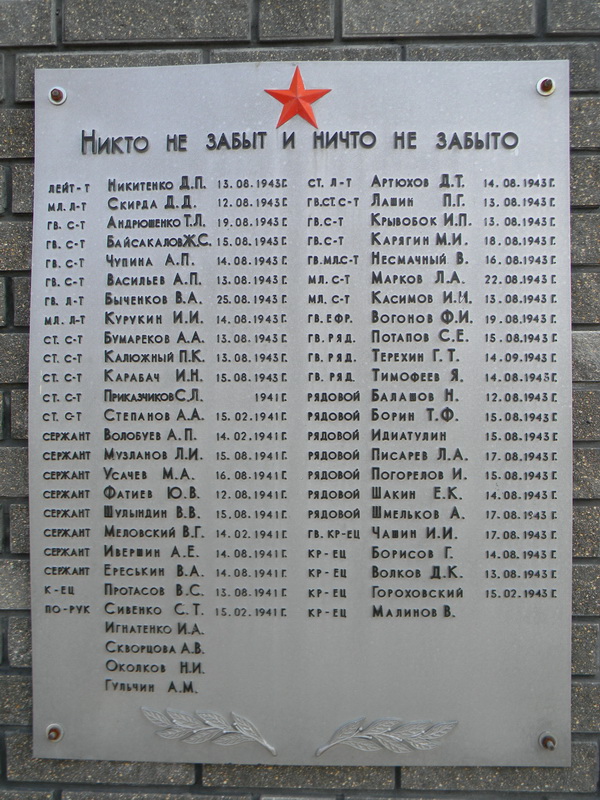 Никто не забыт и ничто не забыто
лейт-т Никитенко Д.П. 13.08.1943г.
мл. л-т Скирда Д.Д. 12.08.1943г.
гв. с-т Андрюшенко Т.Л. 19.08.1943г.
гв. с-т Байсакалов Ж.С. 15.08.1943г.
гв. с-т Чупина А.П. 14.08.1943г.
гв. с-т Васильев А.П. 13.08.1943г.
гв. л-т Быченков В.А. 25.08.1943г.
мл. л-т Курукин И.И. 14.08.1943г.
ст. с-т Бумареков А.А. 13.08.1943г.
ст. с-т Калюжный П.К. 13.08.1943г.
ст. с-т Карабач И.Н. 15.08.1943г.
ст. с-т Приказчиков С.Л. 1941г.
ст. с-т Степанов А.А. 15.02.1941г.
сержант Волобуев А.П. 14.02.1941г.
сержант Музланов Л.И. 15.08.1941г.
сержант Усачев М.А. 16.08.1941г.
сержант Фатиев Ю.В. 12.08.1941г.
сержант Шулындин В.В. 15.08.1941г.
сержант Меловский В.Г. 14.02.1941г.
сержант Ивершин А.Е. 14.08.1941г.
сержант Ереськин В.А. 14.08.1941г.
к-ец Протасов В.С. 13.08.1941г.
по-рук Сивенко С.Т. 15.02.1941г.
Игнатенко И.А.
Скворцова А.В.
Околков Н.И.
Гульчин А.М.
ст. л-т Артюхов Д.Т. 14.08.1943г.
гв.ст. с-т Лашин П.Г. 13.08.1943г.
гв.с-т Крывобок И.П. 13.08.1943г.
гв.с-т Карягин М.И. 18.08.1943г.
гв.мл.с-т Несмачный В. 16.08.1943г.
мл. с-т Марков Л.А. 22.08.1943г.
мл. с-т Касимов И.И. 13.08.1943г.
гв. ефр. Вогонов Ф.И. 19.08.1943г.
гв. ряд. Потапов С.Е. 15.08.1943г.
гв. ряд. Терехин Г.Т. 14.09.1943г.
гв. ряд. Тимофеев Я. 14.08.1943г.
рядовой Балашов Н. 12.08.1943г.
рядовой Борин Т.Ф. 15.08.1943г.
рядовой Идиатулин 15.08.1943г.
рядовой Писарев Л.А. 17.08.1943г.
рядовой Погорелов И. 15.08.1943г.
рядовой Шакин Е.К. 14.08.1943г.
рядовой Шмельков А. 17.08.1943г.
гв. кр-ец Чашин И.И. 17.08.1943г.
кр-ец Борисов Г. 14.08.1943г.
кр-ец Волков Д.К. 13.08.1943г.
кр-ец Гороховский 15.02.1943г.
кр-ец Малинов В.